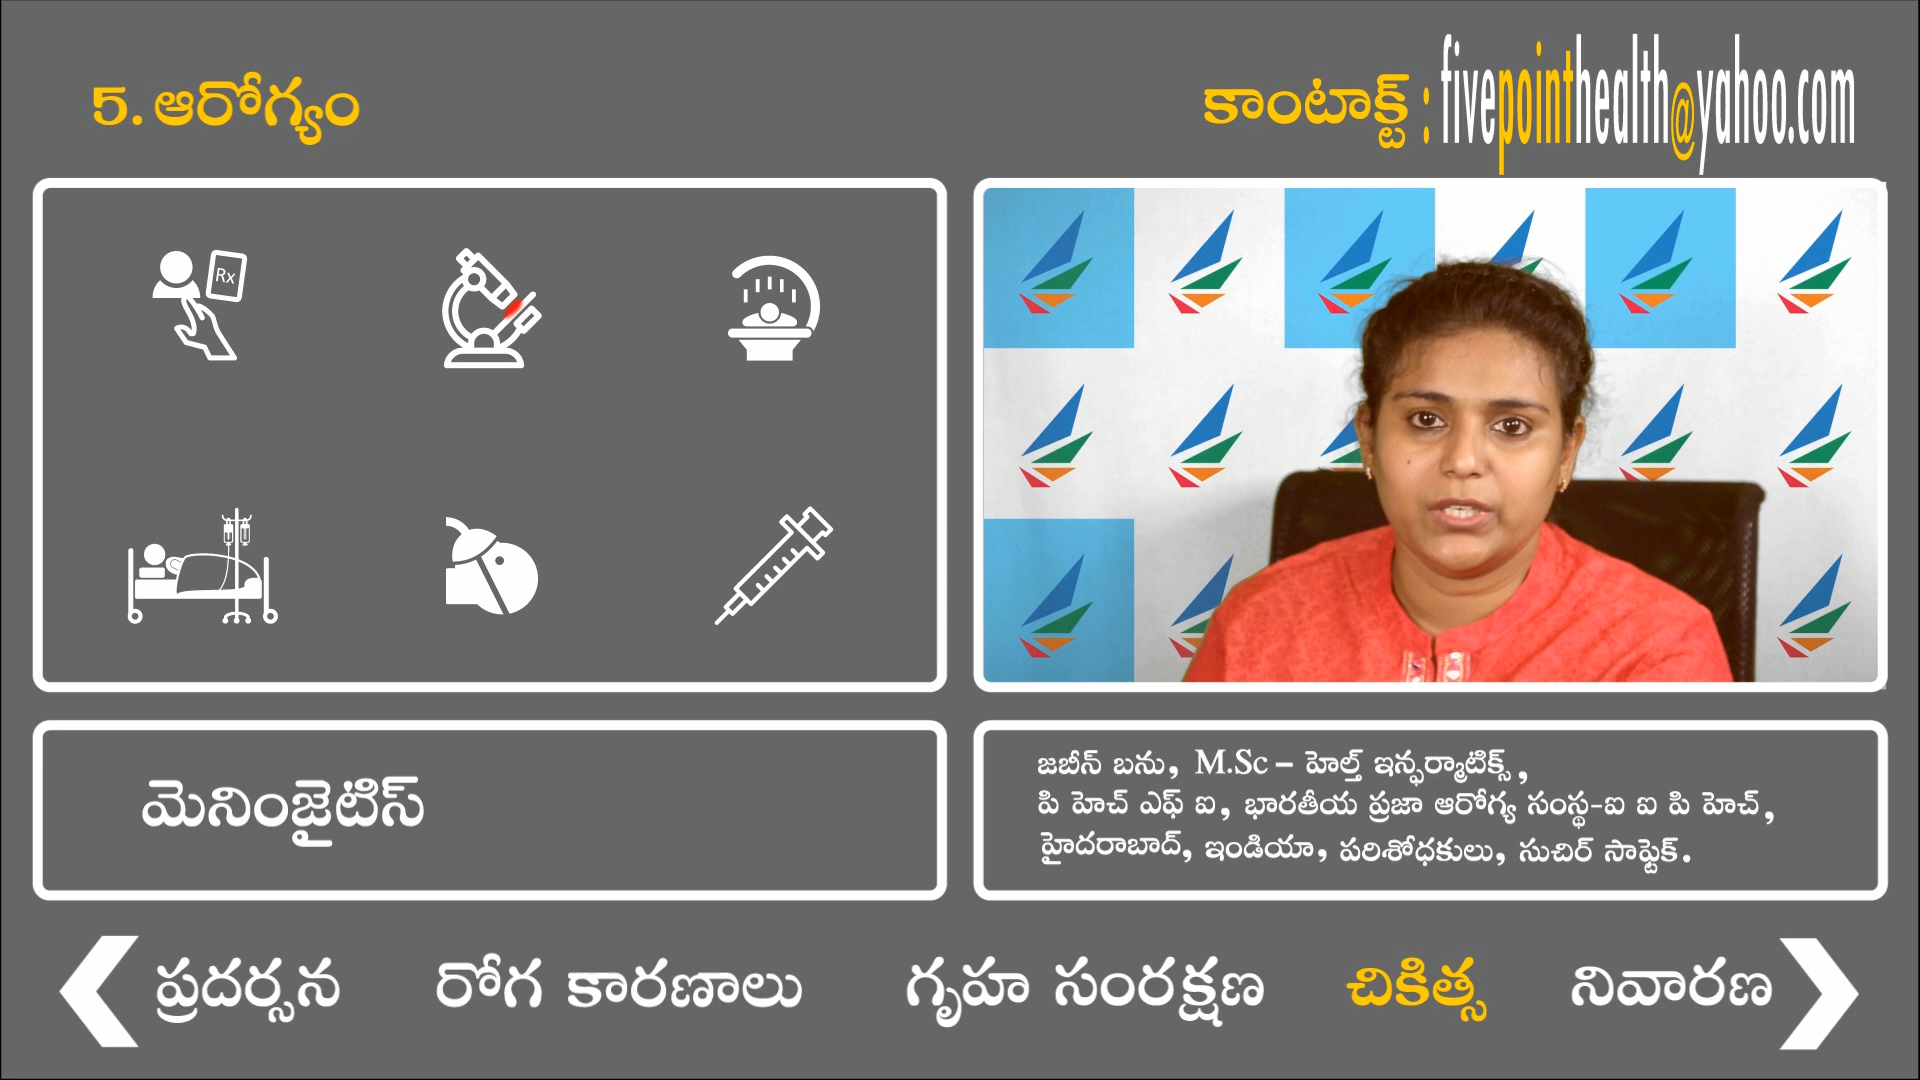 5. ఆరోగ్యం
కాంటాక్ట్ : fivepointhealth@yahoo.com
Rx
మెనింజైటిస్
జబీన్ బను, M.Sc – హెల్త్ ఇన్ఫర్మాటిక్స్,
పి హెచ్ ఎఫ్ ఐ, భారతీయ ప్రజా ఆరోగ్య సంస్థ-ఐ ఐ పి హెచ్,
హైదరాబాద్, ఇండియా, పరిశోధకులు, సుచిర్ సాఫ్టెక్.
ప్రదర్సన రోగ కారణాలు గృహ సంరక్షణ చికిత్స నివారణ